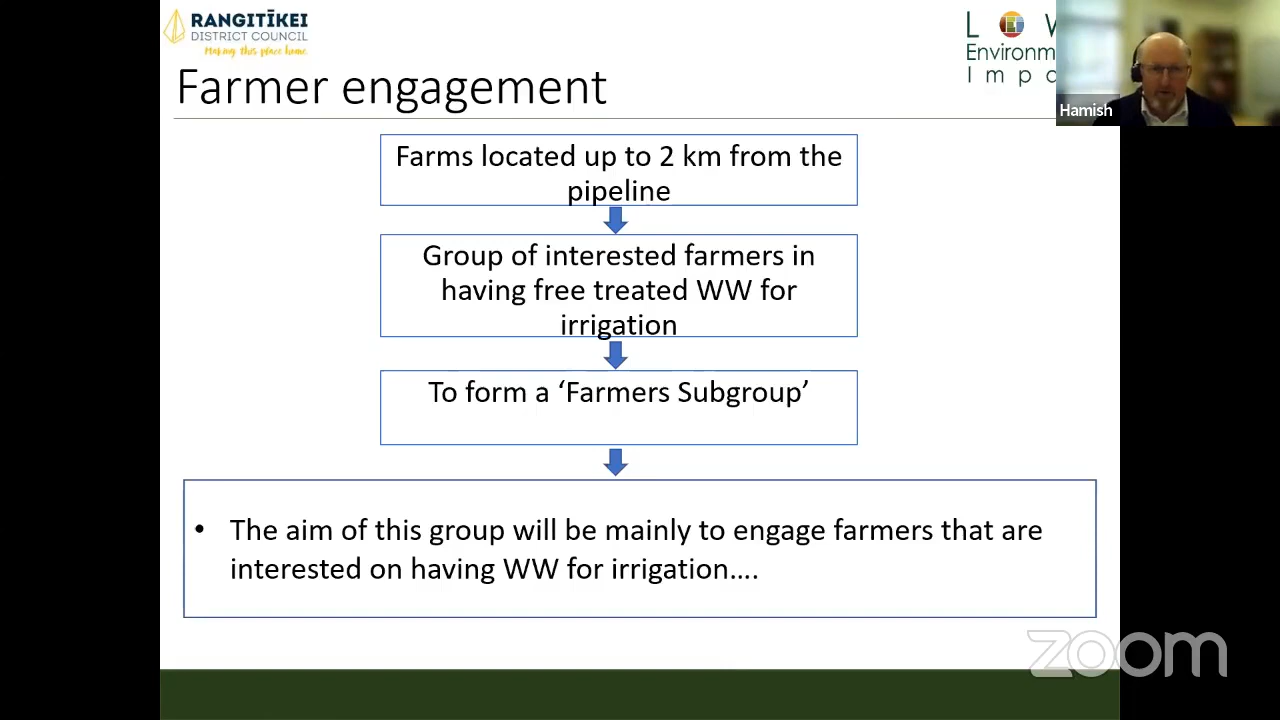 RANGITĪKEI
DISTRICT COUNCIL
Making this place home
L W
Environm
Imp
Hamish
Farmer engagement
Farms located up to 2 km from the
pipeline
Group of interested farmers in
having free treated WW for
irrigation
To form a ‘Farmers Subgroup’
• The aim of this group will be mainly to engage farmers that are
interested on having WW for irrigation....
zoom